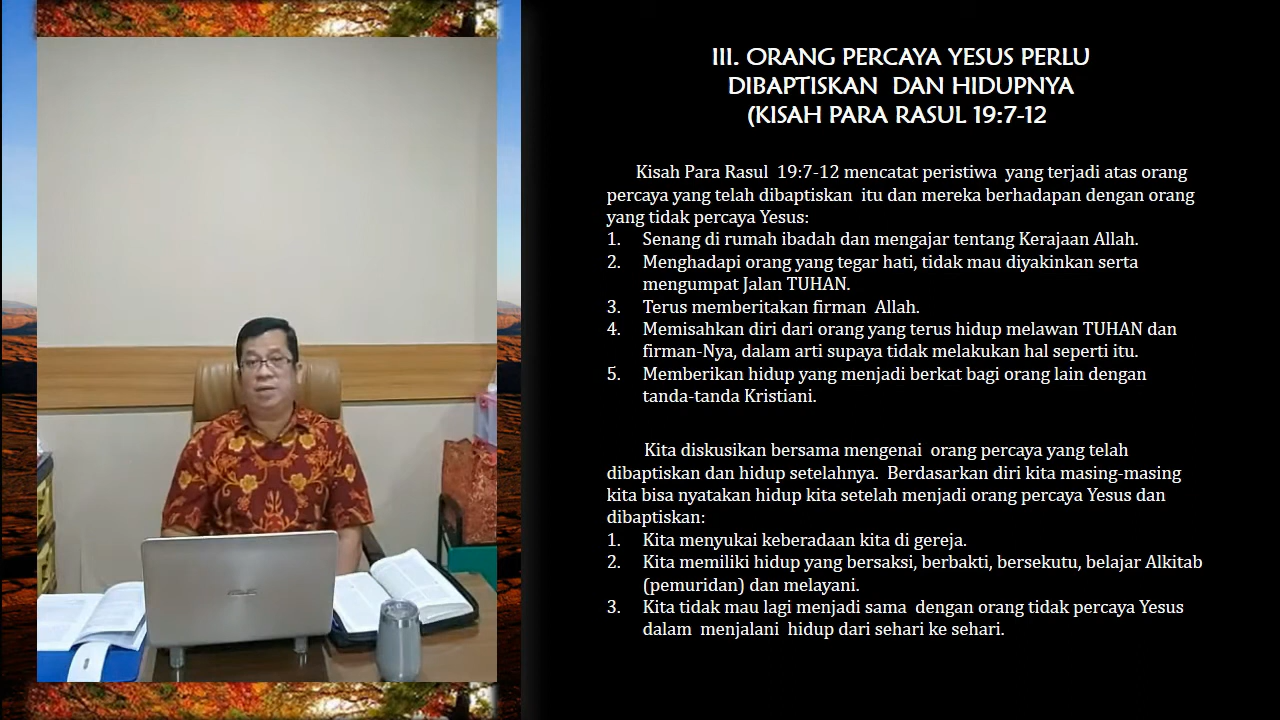 III. ORANG PERCAYA YESUS PERLU
DIBAPTISKAN DAN HIDUPNYA
(KISAH PARA RASUL 19:7-12
Kisah Para Rasul 19:7-12 mencatat peristiwa yang terjadi atas orang
percaya yang telah dibaptiskan itu dan mereka berhadapan dengan orang
yang tidak percaya Yesus:
1. Senang di rumah ibadah dan mengajar tentang Kerajaan Allah.
2. Menghadapi orang yang tegar hati, tidak mau diyakinkan serta
mengumpat Jalan TUHAN.
3. Terus memberitakan firman Allah.
4. Memisahkan diri dari orang yang terus hidup melawan TUHAN dan
firman-Nya, dalam arti supaya tidak melakukan hal seperti itu.
5. Memberikan hidup yang menjadi berkat bagi orang lain dengan
tanda-tanda Kristiani.
Kita diskusikan bersama mengenai orang percaya yang telah
dibaptiskan dan hidup setelahnya. Berdasarkan diri kita masing-masing
kita bisa nyatakan hidup kita setelah menjadi orang percaya Yesus dan
dibaptiskan:
1. Kita menyukai keberadaan kita di gereja.
2. Kita memiliki hidup yang bersaksi, berbakti, bersekutu, belajar Alkitab
(pemuridan) dan melayani.
3. Kita tidak mau lagi menjadi sama dengan orang tidak percaya Yesus
dalam menjalani hidup dari sehari ke sehari.